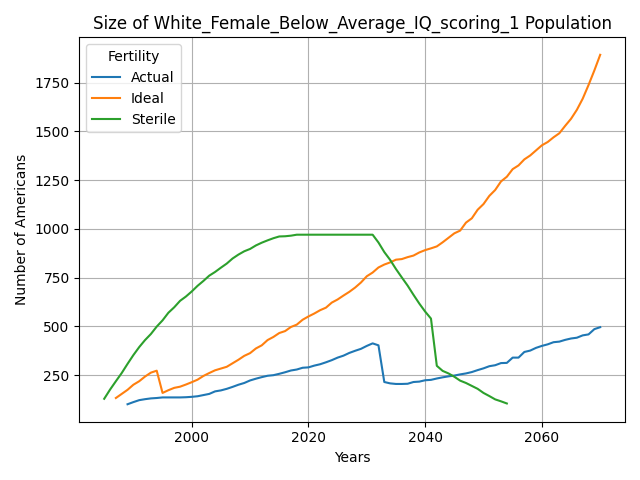 Size of White_Female_Below_Average_IQ_scoring_1 Population
Fertility
Actual
Ideal
Sterile
Number of Americans
1750
1500
1250
1000
750
500
250
2000 2020 2040 2060
Years